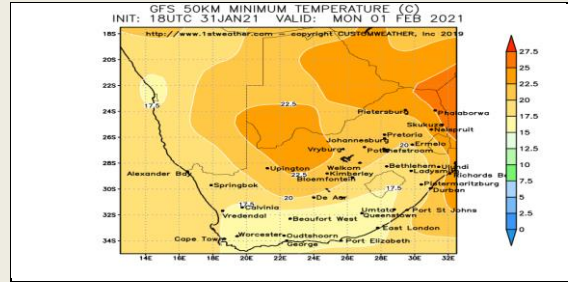 GFS 50KM MINIMUM TEMPERATURE (C)
INIT: 18UTC 31JAN21 VALID: MON 01 FEB 2021
http://www.1stweather.com — copyright CUSTOMWEATHER, Inc 2019
18S
20S
22S
24S
26S
28S
30S
32S
34S
17.5
22.5
Pietersburg
Phalaborwa
Skukuza
Nelspruit
Pretoria
Johannesburg
20
Ermelo
Vryburg
Potchefstroom
Alexander Bay
Upington
Welkom
Bethlehem
Ulundi
22.5
Kimberley
Ladysmith
Richards B
Bloemfontein
Springbok
17.5
Pietermaritzburg
Durban
20
De Aar
17.5
Calvinia
Vredendal
Beaufort West
Umtata
Port St Johns
Queenstown
East London
Cape Town
Worcester
Oudtshoorn
George
Port Elizabeth
14E
16E
18E
20E
22E
24E
26E
28E
30E
32E
27.5
25
22.5
20
17.5
15
12.5
10
7.5
5
2.5
0